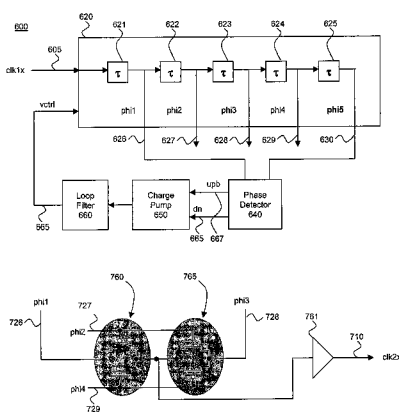 600
620
621
622
623
624
625
605
clk1x
τ τ τ τ τ
vctrl
phi1 phi2 phi3 phi4 phi5
626 627 628 629 630
Loop Filter 660
Charge Pump 650
Phase Detector 640
upb
dn
665
665 667
760
765
phi1
726
727
phi2
phi3
728
761
710
clk2x
phi4
729